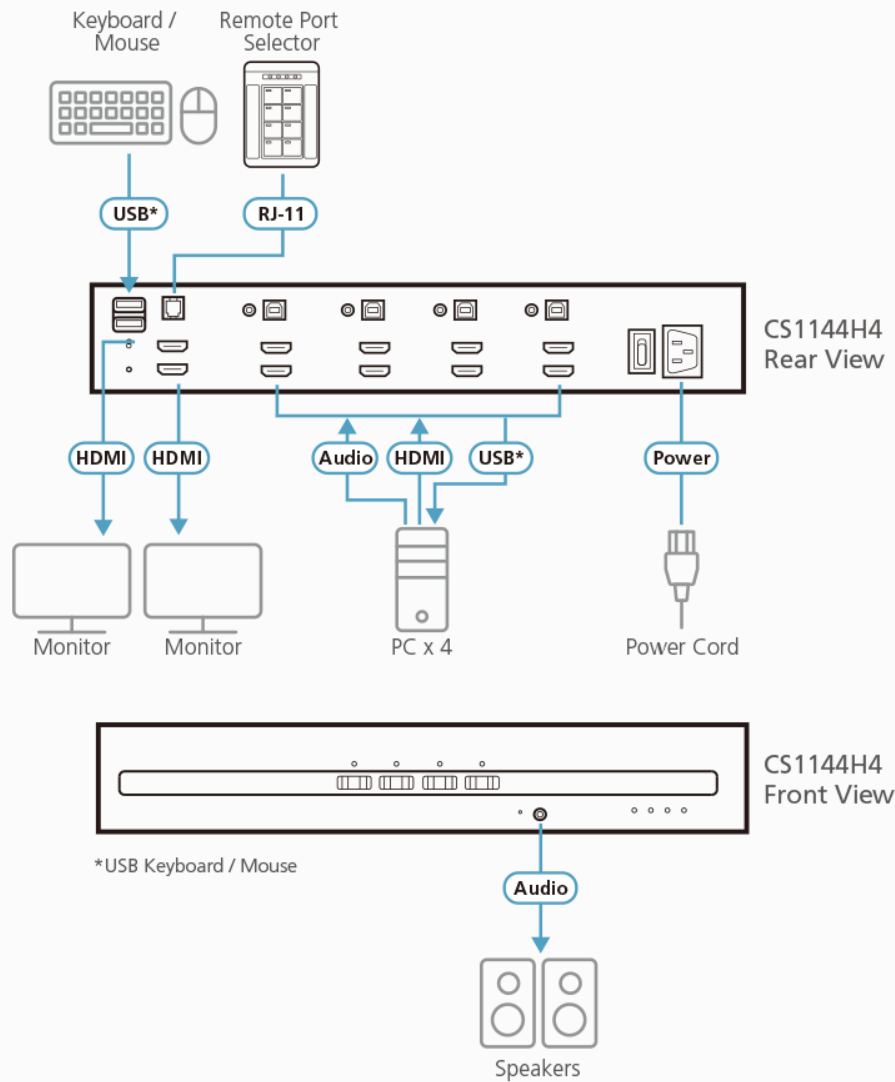 Keyboard /
Mouse
Remote Port
Selector
USB*
RJ-11
CS1144H4
Rear View
HDMI
HDMI
Audio
HDMI
USB*
Power
Monitor
Monitor
PC x 4
Power Cord
CS1144H4
Front View
*USB Keyboard / Mouse
Audio
Speakers